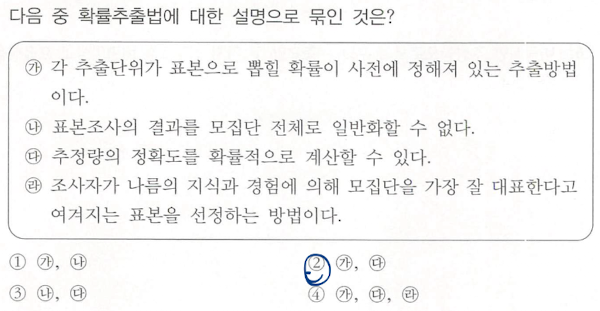 다음 중 확률추출법에 대한 설명으로 묶인 것은?
㉮ 각 추출단위가 표본으로 뽑힐 확률이 사전에 정해져 있는 추출방법
이다.
㉯ 표본조사의 결과를 모집단 전체로 일반화할 수 없다.
㉰ 추정량의 정확도를 확률적으로 계산할 수 있다.
㉱ 조사자가 나름의 지식과 경험에 의해 모집단을 가장 잘 대표한다고
여겨지는 표본을 선정하는 방법이다.
① ㉮, ㉯ ② ㉮, ㉰
③ ㉯, ㉰ ④ ㉮, ㉰, ㉱